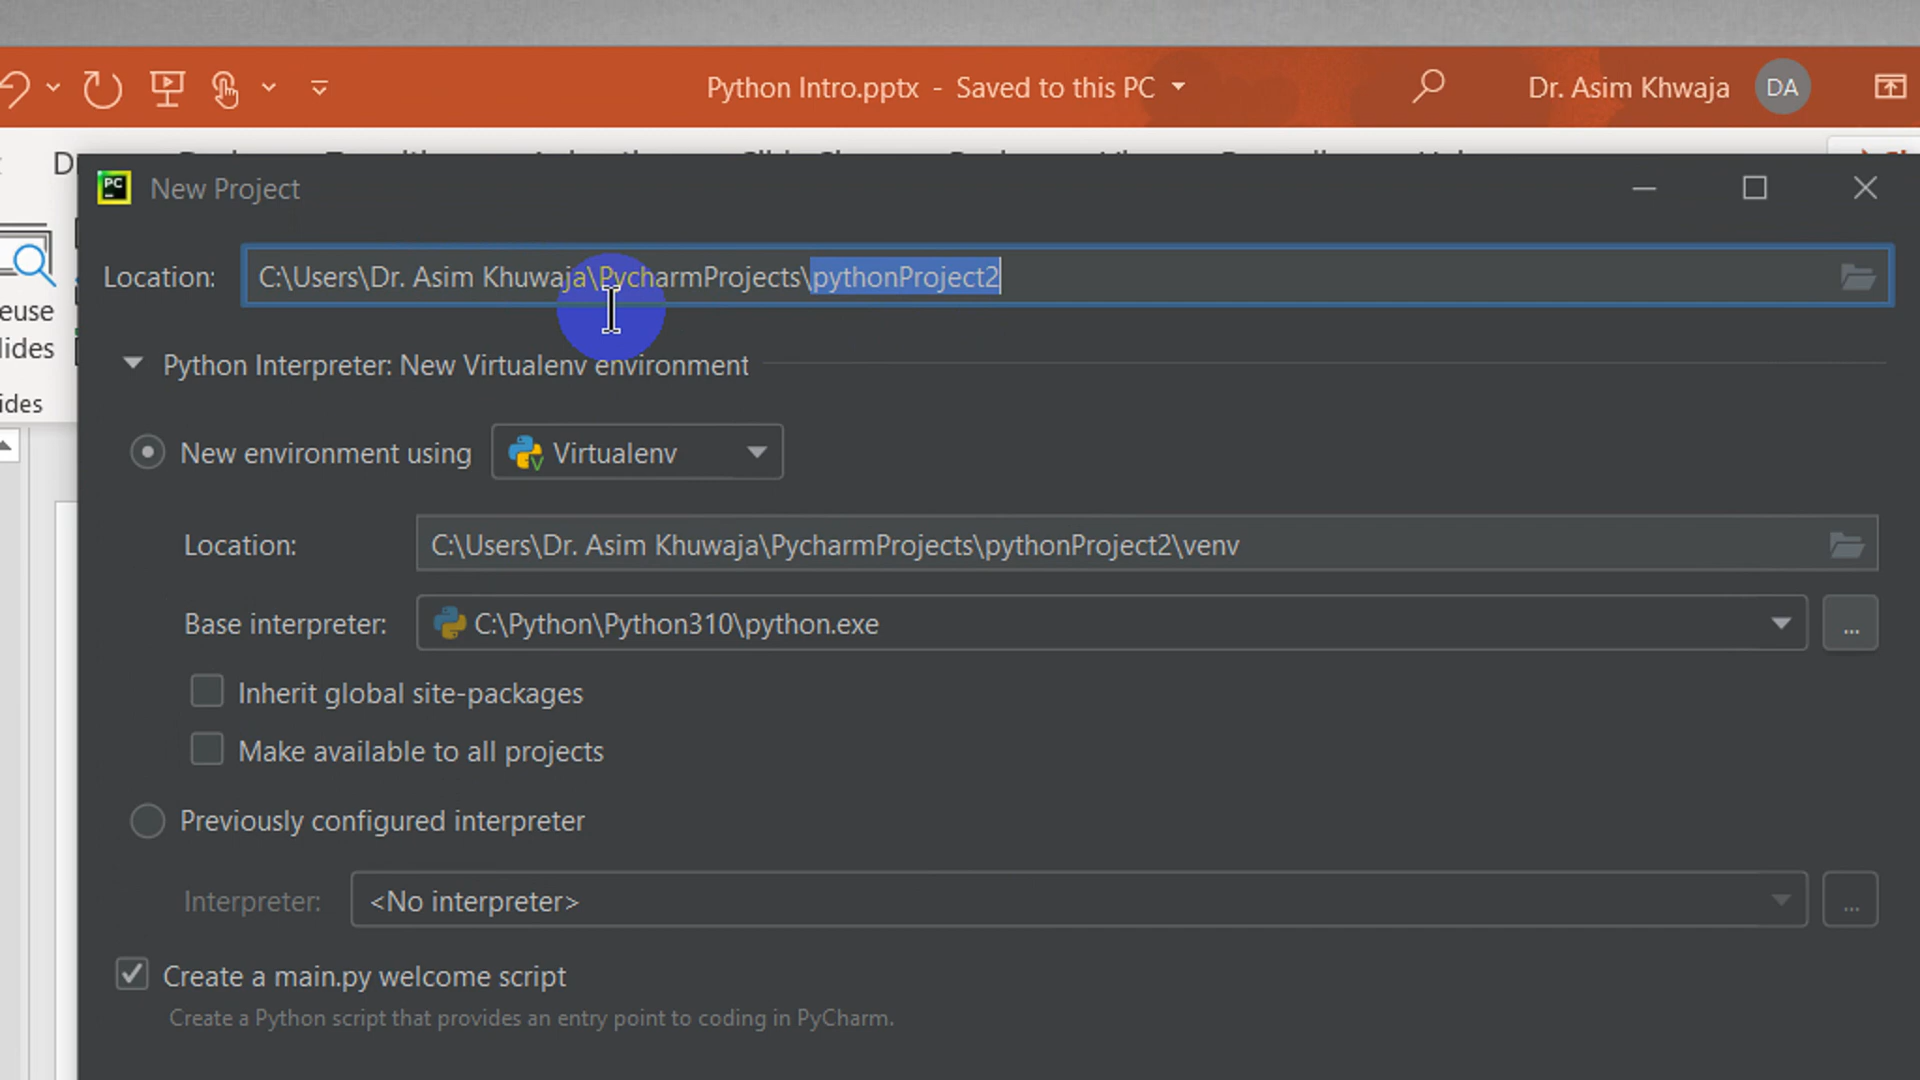 Python Intro.pptx - Saved to this PC
Dr. Asim Khwaja
DA
PC
New Project
Location:
C:\Users\Dr. Asim Khuwaja\PycharmProjects\pythonProject2
euse
lides
ides
Python Interpreter: New Virtualenv environment
New environment using
Virtualenv
Location:
C:\Users\Dr. Asim Khuwaja\PycharmProjects\pythonProject2\venv
Base interpreter:
C:\Python\Python310\python.exe
...
Inherit global site-packages
Make available to all projects
Previously configured interpreter
Interpreter:
<No interpreter>
...
Create a main.py welcome script
Create a Python script that provides an entry point to coding in PyCharm.